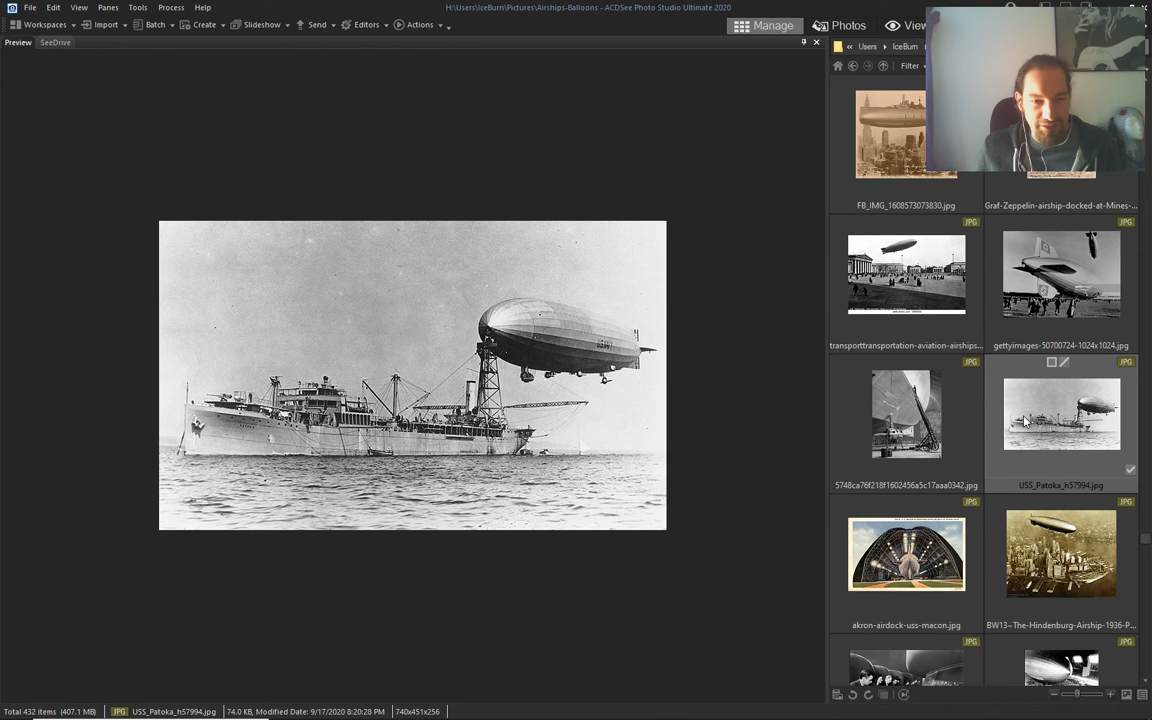 File Edit View Panes Tools Process Help
H:\Users\IceBurn\Pictures\Airships-Balloons - ACDSee Photo Studio Ultimate 2020
Workspaces Import Batch Create Slideshow Send Editors Actions
Manage Photos View
Preview SeeDrive
« Users IceBurn
Filter
FB_IMG_1608573073830.jpg Graf-Zeppelin-airship-docked-at-Mines-...
JPG JPG
transporttransportation-aviation-airships... gettyimages-50700724-1024x1024.jpg
JPG JPG
5748ca76f218f1602456a5c17aaa0342.jpg USS_Patoka_h57994.jpg
JPG JPG
akron-airdock-uss-macon.jpg BW13~The-Hindenburg-Airship-1936-P...
JPG JPG
Total 432 items (407.1 MB) JPG USS_Patoka_h57994.jpg 74.0 KB, Modified Date: 9/17/2020 8:20:28 PM 740x451x256